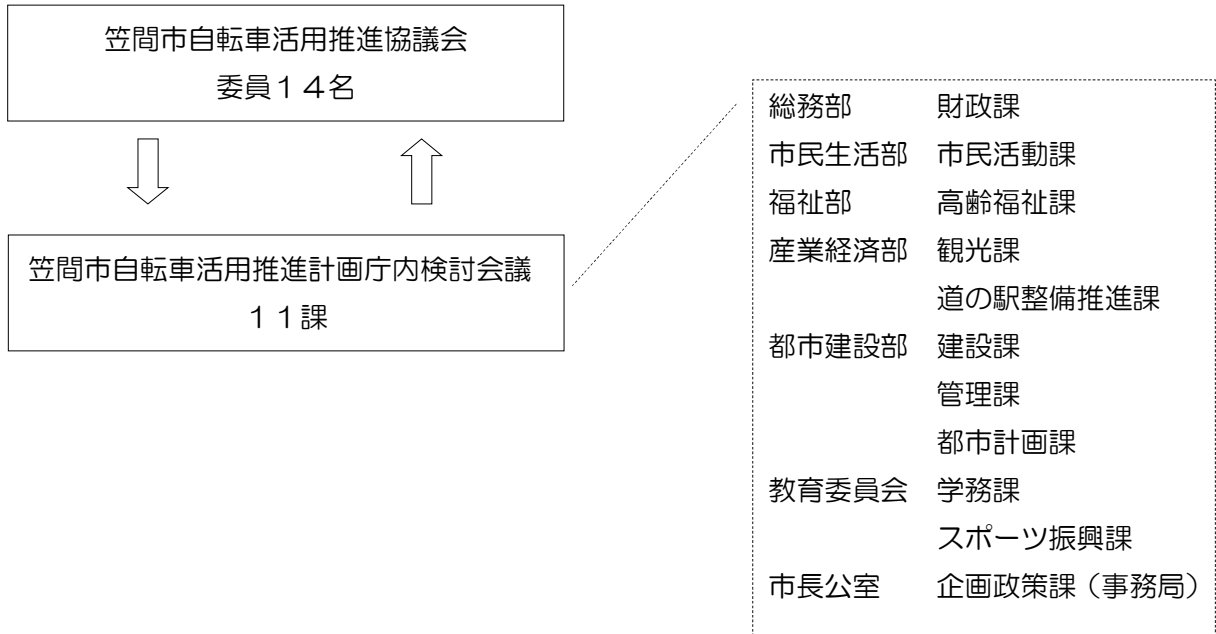 笠間市自転車活用推進協議会
委員１４名
笠間市自転車活用推進計画庁内検討会議
１１課
総務部　財政課
市民生活部　市民活動課
福祉部　高齢福祉課
産業経済部　観光課
道の駅整備推進課
都市建設部　建設課
管理課
都市計画課
教育委員会　学務課
スポーツ振興課
市長公室　企画政策課（事務局）